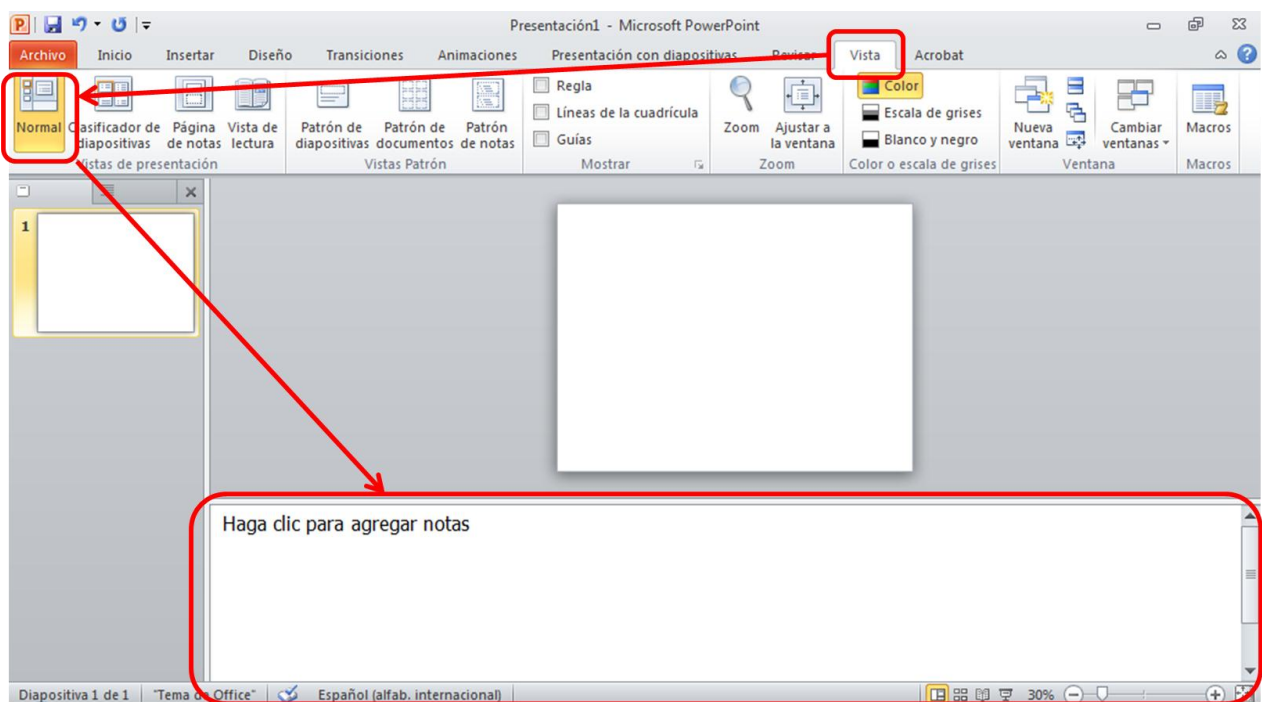 Presentación1 - Microsoft PowerPoint
Archivo Inicio Insertar Diseño Transiciones Animaciones Presentación con diapositivas Revisar Vista Acrobat
Normal
Clasificador de
diapositivas
Página
de notas
Vista de
lectura
Vistas de presentación
Patrón de
diapositivas
Patrón de
documentos
Patrón
de notas
Vistas Patrón
Regla
Líneas de la cuadrícula
Guías
Mostrar
Zoom
Ajustar a
la ventana
Zoom
Color
Escala de grises
Blanco y negro
Color o escala de grises
Nueva
ventana
Cambiar
ventanas
Ventana
Macros
Macros
1
Haga clic para agregar notas
Diapositiva 1 de 1 "Tema de Office" Español (alfab. internacional) 30%